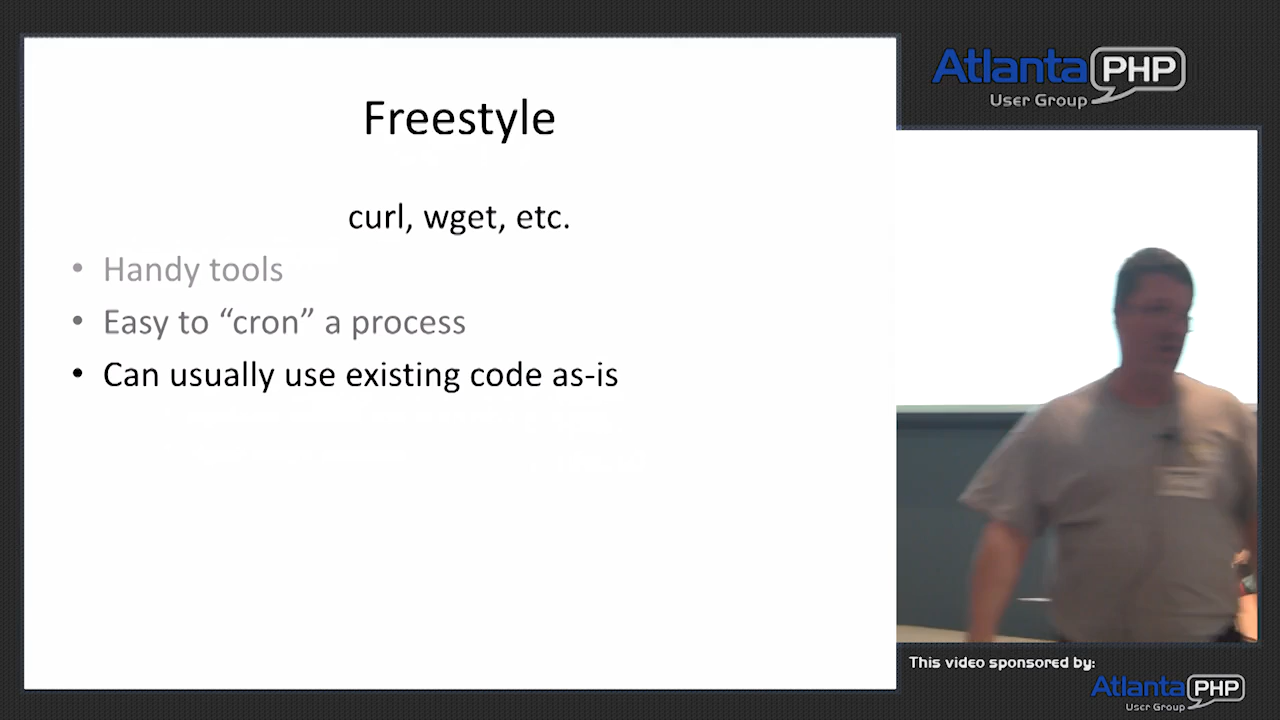 Freestyle
curl, wget, etc.
• Handy tools
• Easy to “cron” a process
• Can usually use existing code as-is
Atlanta PHP
User Group
This video sponsored by:
Atlanta PHP
User Group